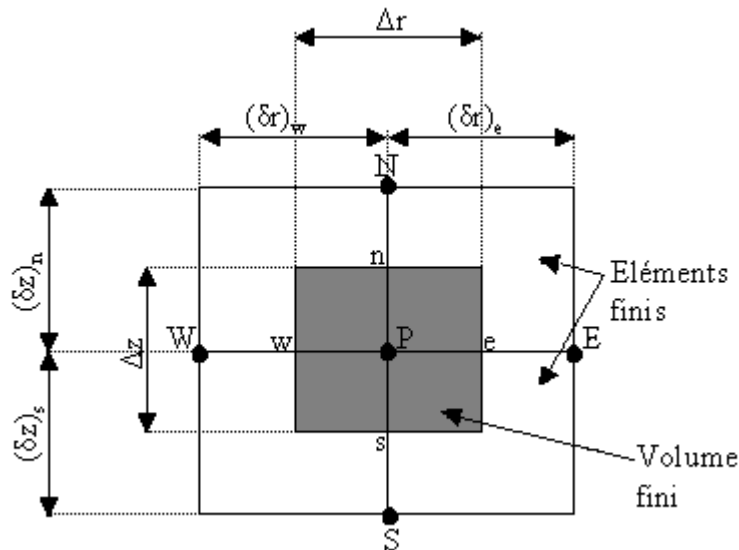 Δr
(δr)w
(δr)e
N
n
(δz)n
Eléments
finis
W
w
P
e
E
Δz
(δz)s
s
Volume
fini
S